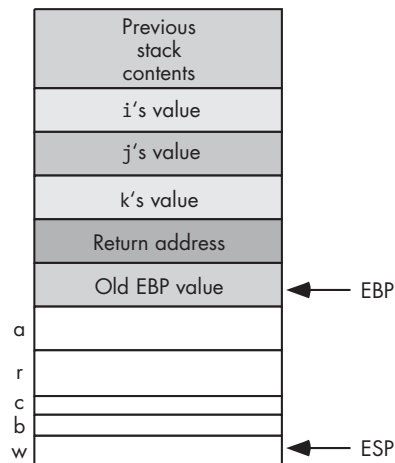 Previous
stack
contents
i‘s value
j‘s value
k‘s value
Return address
Old EBP value
EBP
a
r
c
b
w
ESP